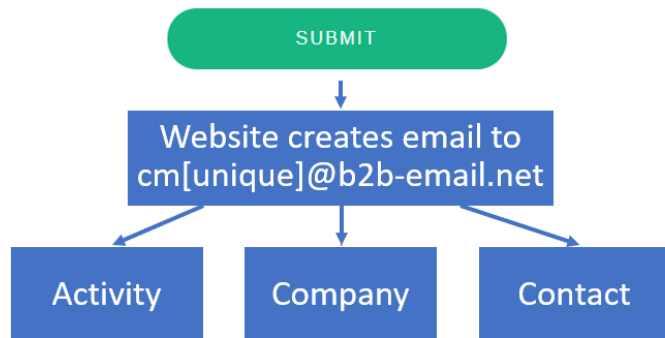 SUBMIT
Website creates email to
cm[unique]@b2b-email.net
Activity
Company
Contact